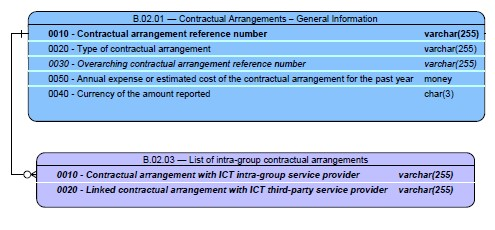 B.02.01 — Contractual Arrangements – General Information
0010 - Contractual arrangement reference number varchar(255)
0020 - Type of contractual arrangement varchar(255)
0030 - Overarching contractual arrangement reference number varchar(255)
0050 - Annual expense or estimated cost of the contractual arrangement for the past year money
0040 - Currency of the amount reported char(3)
B.02.03 — List of intra-group contractual arrangements
0010 - Contractual arrangement with ICT intra-group service provider varchar(255)
0020 - Linked contractual arrangement with ICT third-party service provider varchar(255)